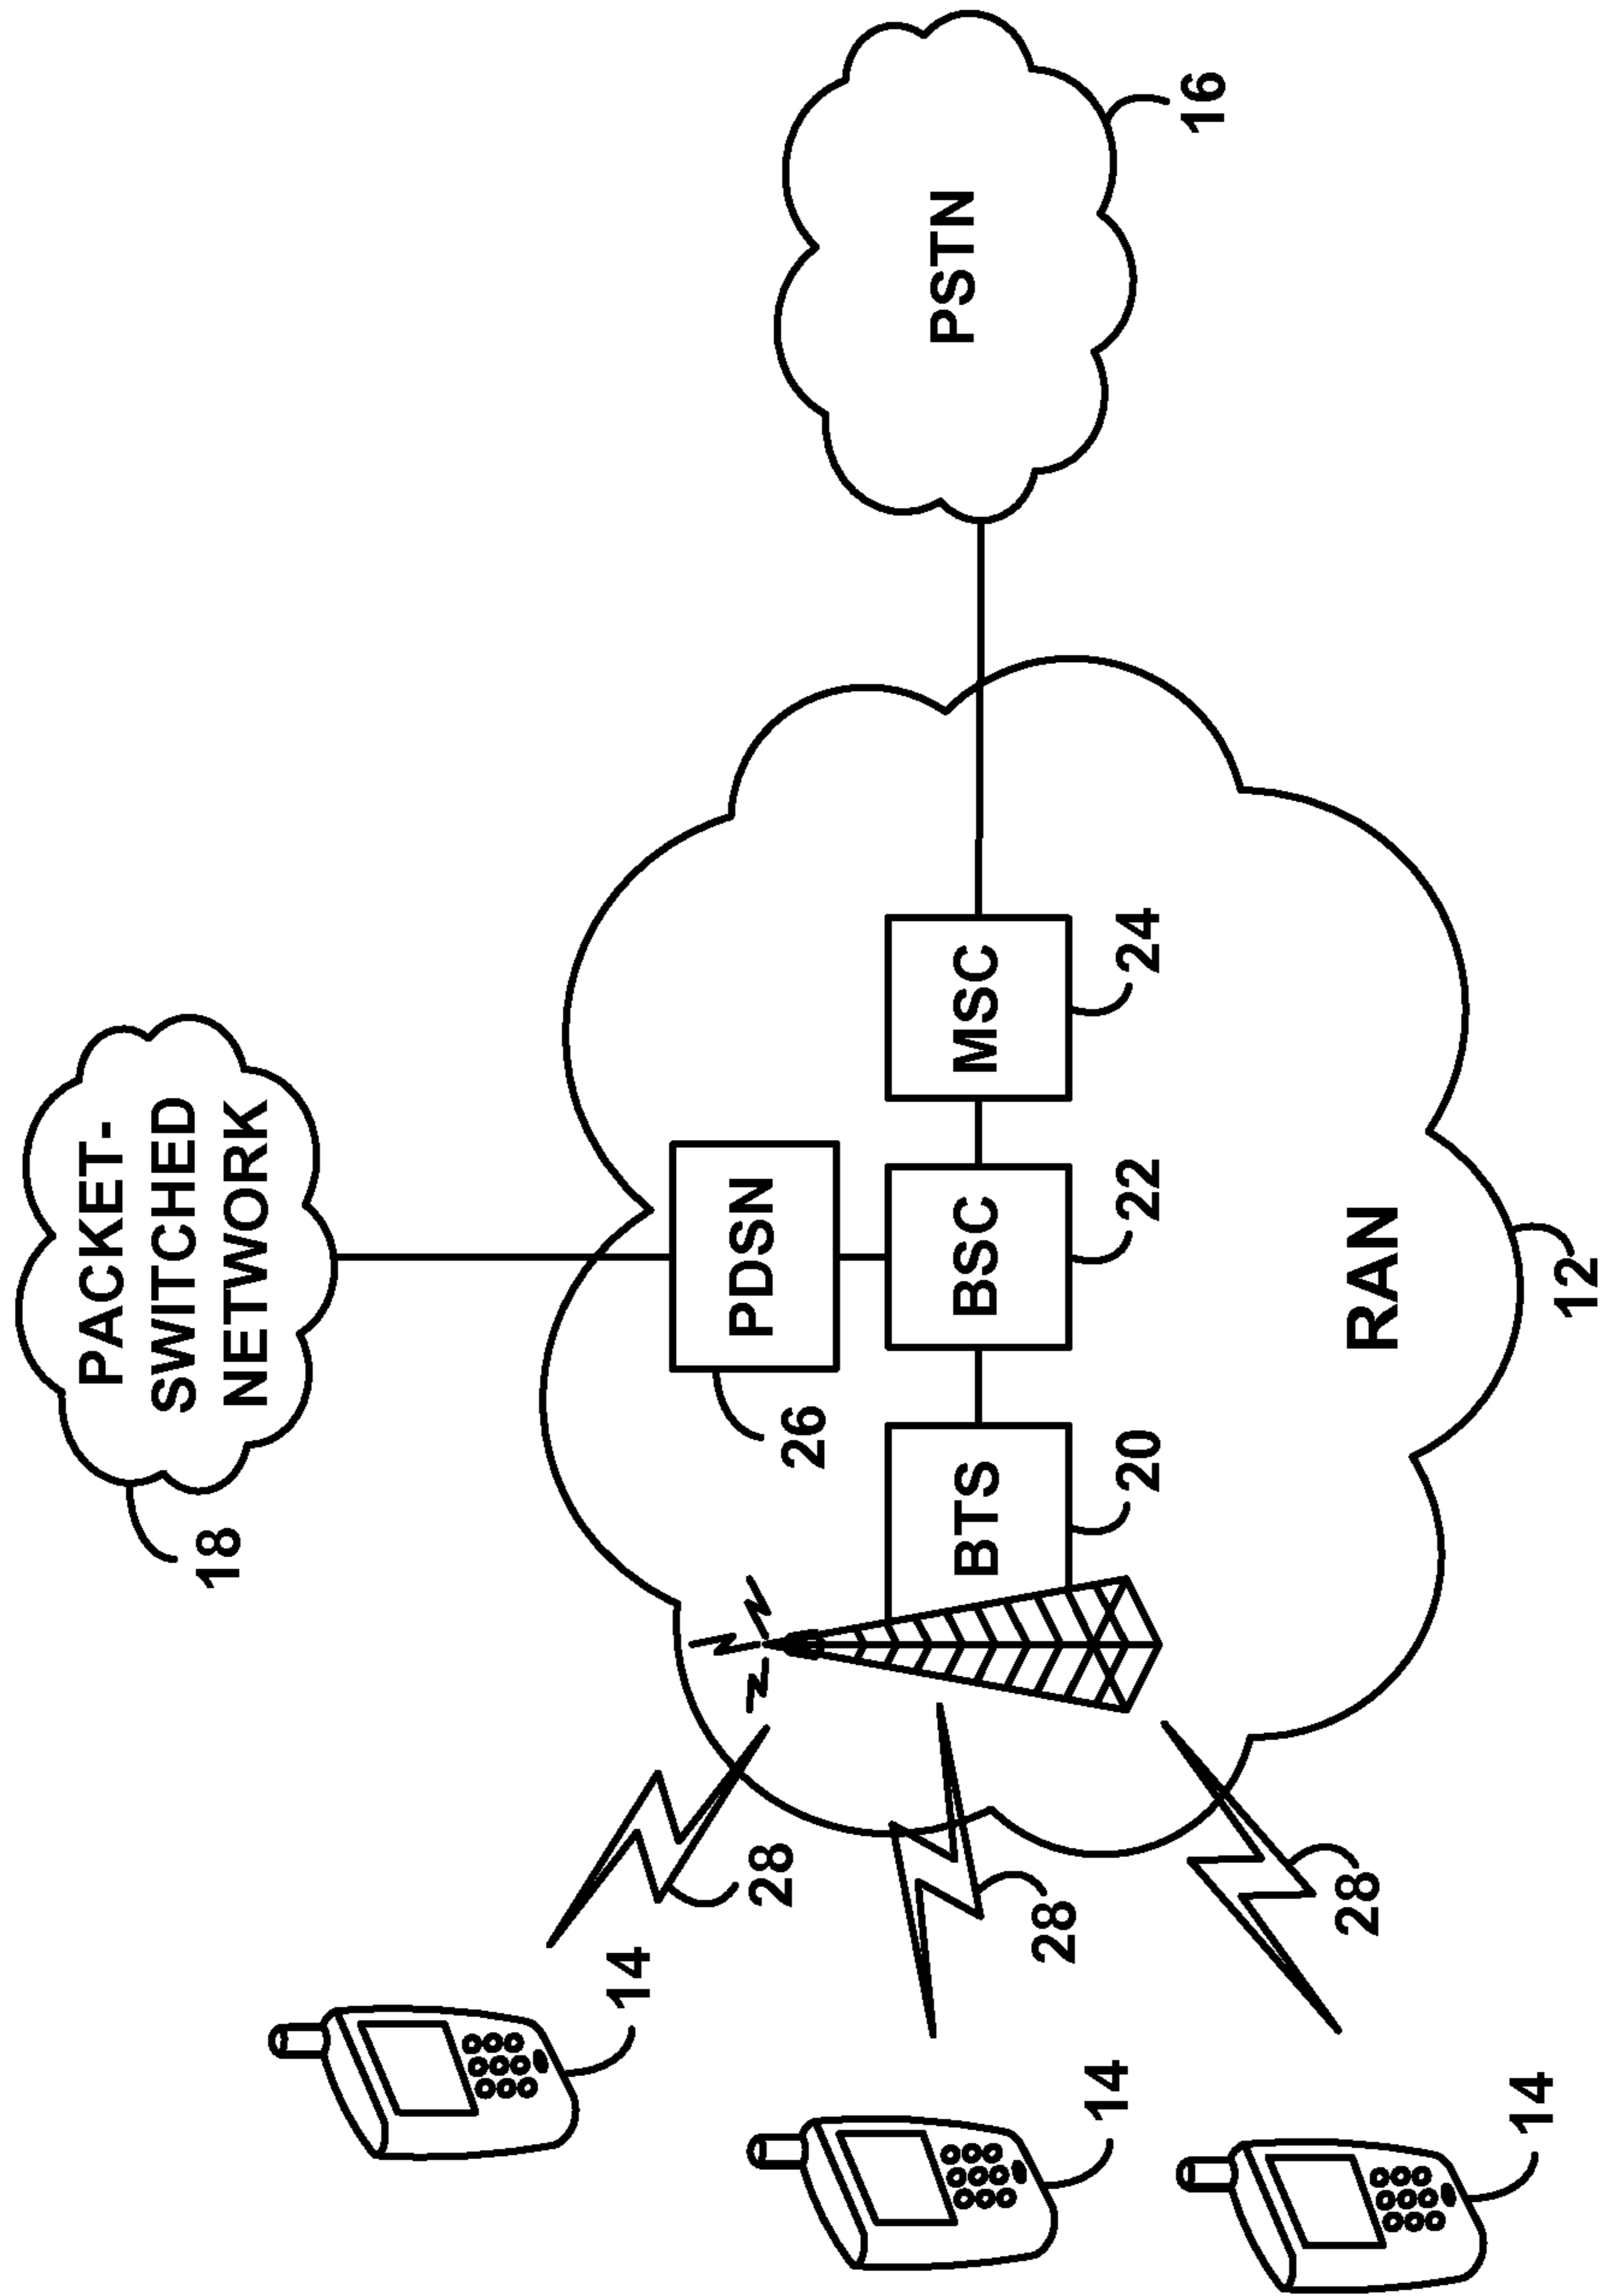 PACKET-
SWITCHED
NETWORK
18
14
28
26
PDSN
PSTN
16
BTS
BSC
MSC
20
22
24
14
28
RAN
28
14
12